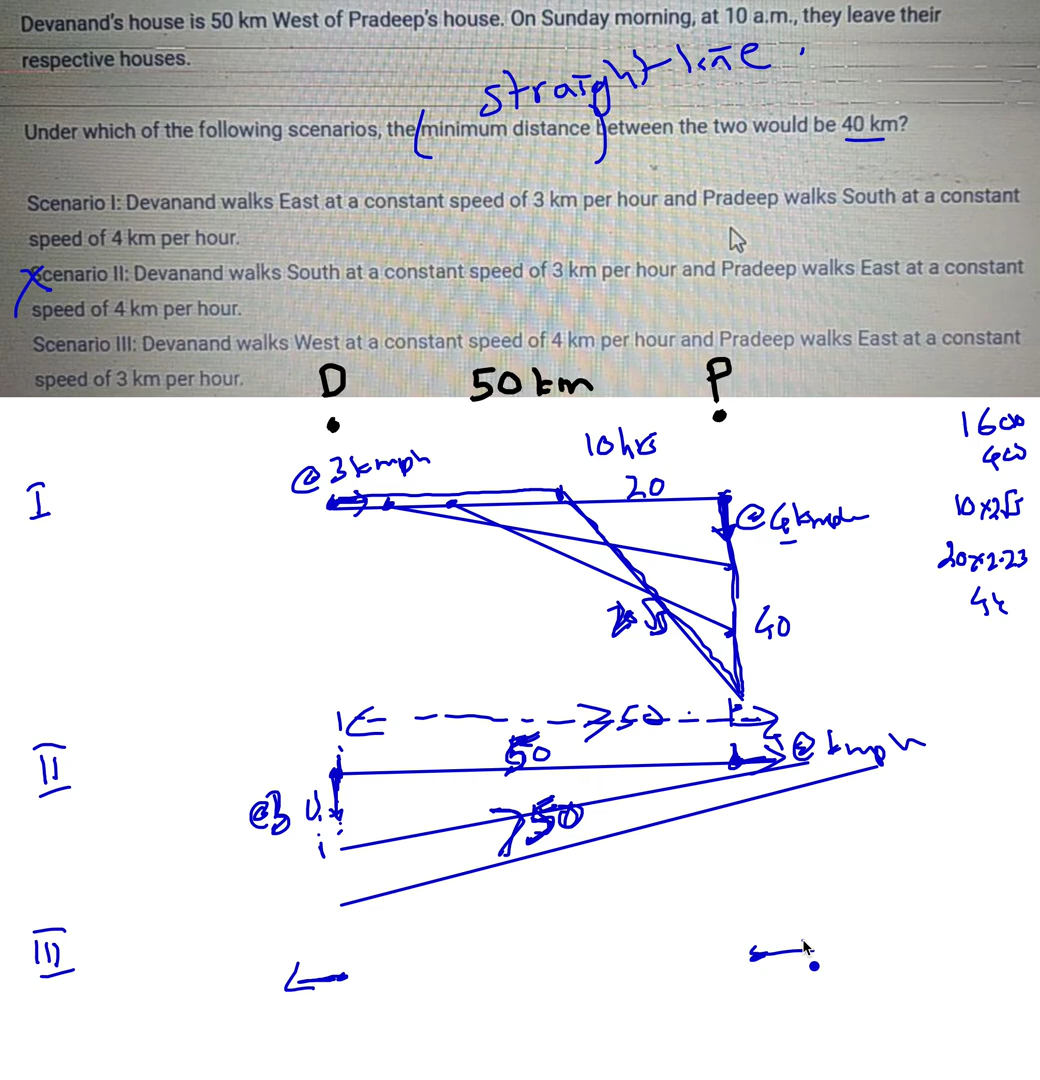 Devanand's house is 50 km West of Pradeep's house. On Sunday morning, at 10 a.m., they leave their
respective houses.
straight line.
Under which of the following scenarios, the (minimum distance) between the two would be 40 km?
Scenario I: Devanand walks East at a constant speed of 3 km per hour and Pradeep walks South at a constant
speed of 4 km per hour.
Scenario II: Devanand walks South at a constant speed of 3 km per hour and Pradeep walks East at a constant
speed of 4 km per hour.
Scenario III: Devanand walks West at a constant speed of 4 km per hour and Pradeep walks East at a constant
speed of 3 km per hour.
D 50 km P
I
@ 3 kmph
10 hrs
20
@ 4 kmph
40
1600
400
10×2√5
20×2.23
44
II
>50
50
@ kmph
@3
>50
III